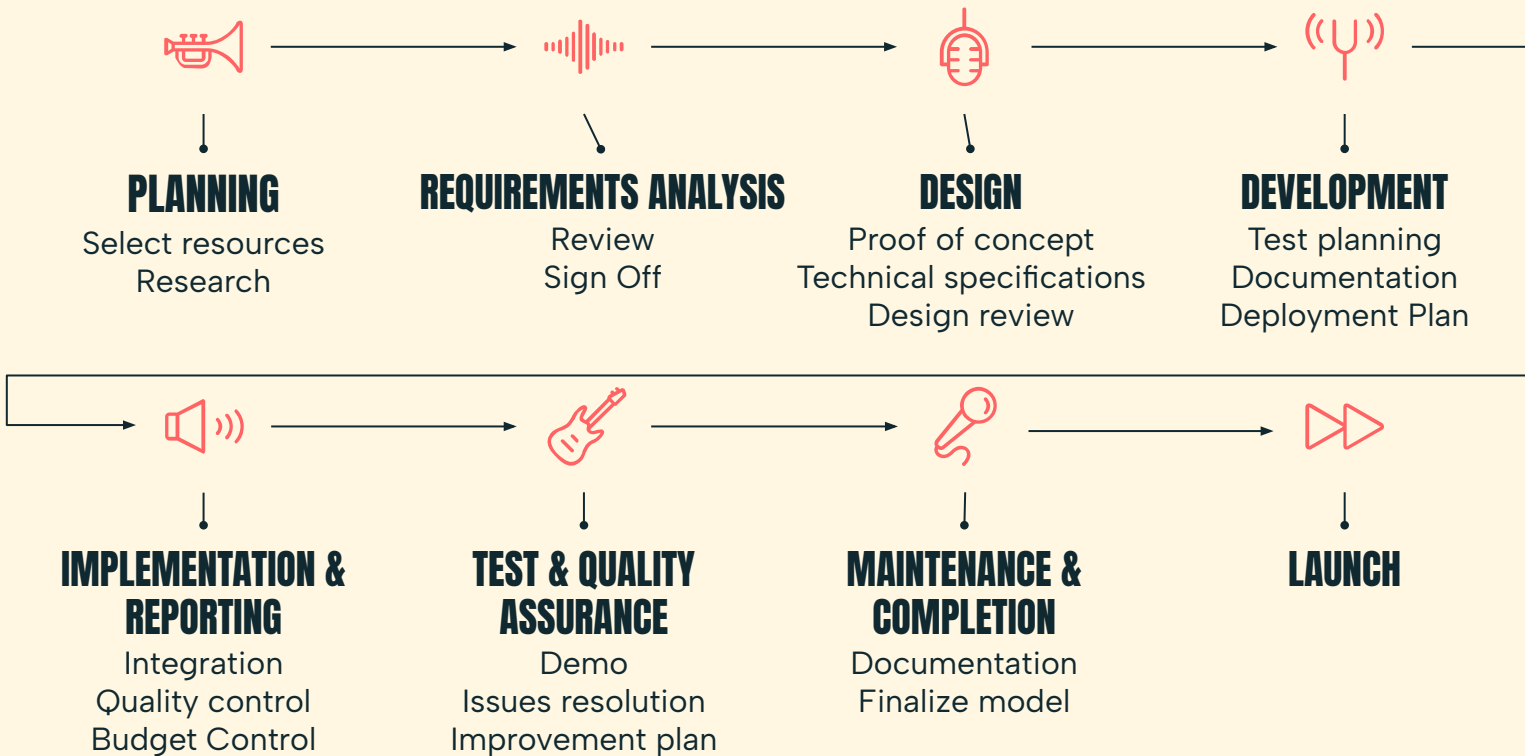 PLANNING
Select resources
Research
REQUIREMENTS ANALYSIS
Review
Sign Off
DESIGN
Proof of concept
Technical specifications
Design review
DEVELOPMENT
Test planning
Documentation
Deployment Plan
IMPLEMENTATION &
REPORTING
Integration
Quality control
Budget Control
TEST & QUALITY
ASSURANCE
Demo
Issues resolution
Improvement plan
MAINTENANCE &
COMPLETION
Documentation
Finalize model
LAUNCH